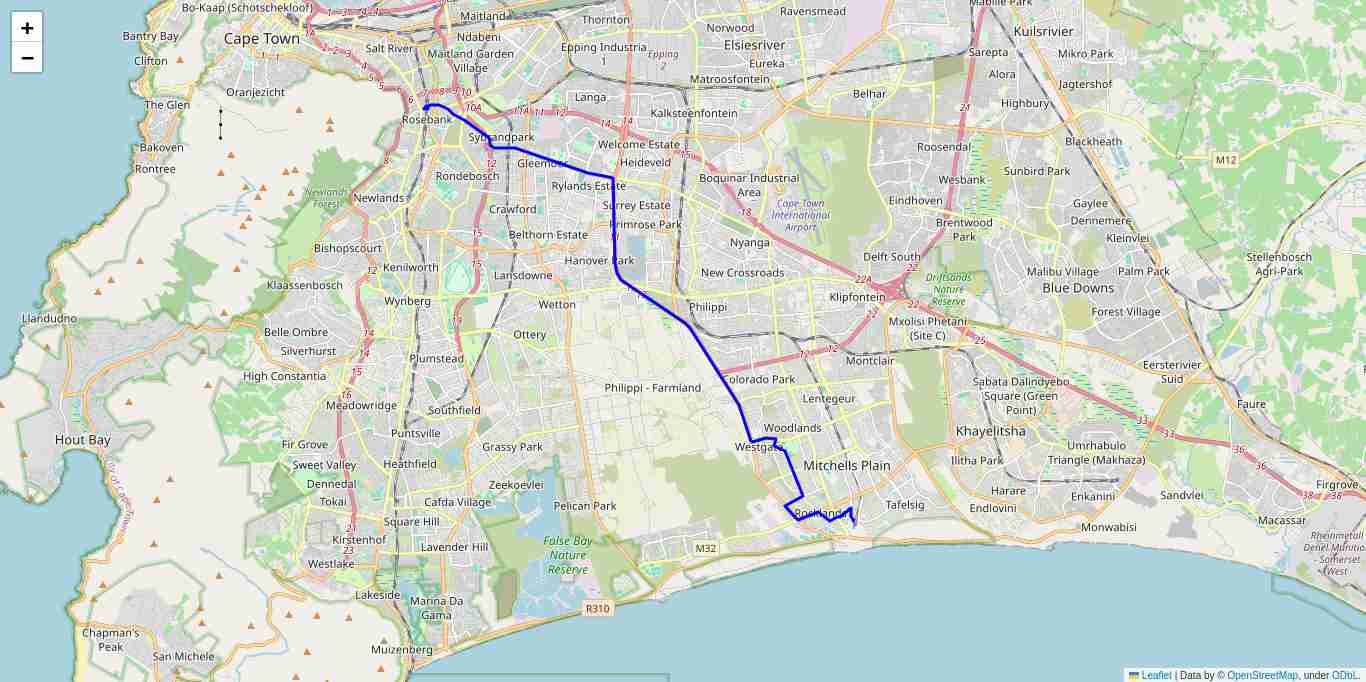 Bo-Kaap (Schotschekloof)
Maitland
Thornton
Ravensmead
Mabille Park
Bantry Bay
Cape Town
Ndabeni
Norwood
Kuilsrivier
Salt River
Epping Industria
1
Epping
2
Elsiesriver
Sarepta
Mikro Park
Clifton
Maitland Garden
Village
Eureka
Alora
Matroosfontein
Jagtershof
Oranjezicht
Langa
Belhar
The Glen
Highbury
Rosebank
Kalksteenfontein
Sybrandpark
Welcome Estate
Roosendal
Blackheath
Bakoven
Rontree
Gleemoor
Heideveld
M12
Rondebosch
Rylands Estate
Boquinar Industrial
Area
Wesbank
Sunbird Park
Newlands
Forest
Newlands
Eindhoven
Crawford
Surrey Estate
Cape Town
International
Airport
Gaylee
Dennemere
Primrose Park
Brentwood
Park
Belthorn Estate
Kleinvlei
Bishopscourt
Nyanga
Hanover Park
Delft South
Stellenbosch
Agri-Park
Kenilworth
Lansdowne
New Crossroads
Malibu Village
Palm Park
Klaassenbosch
Driftsands
Nature
Reserve
Blue Downs
Wynberg
Wetton
Philippi
Klipfontein
Forest Village
Llandudno
Belle Ombre
Ottery
Mxolisi Phetani
(Site C)
Silverhurst
Plumstead
Montclair
Eersterivier
Suid
High Constantia
Philippi - Farmland
Colorado Park
Sabata Dalindyebo
Square (Green
Point)
Lentegeur
Faure
Meadowridge
Southfield
Hout Bay
Puntsville
Woodlands
Khayelitsha
Fir Grove
Grassy Park
Westgate
Umrhabulo
Triangle (Makhaza)
Sweet Valley
Heathfield
Mitchells Plain
Ilitha Park
Dennedal
Zeekoevlei
Harare
Firgrove
Tokai
Cafda Village
Pelican Park
Tafelsig
Enkanini
Sandvlei
Square Hill
Rocklands
Endlovini
Macassar
Kirstenhof
Monwabisi
Lavender Hill
False Bay
Nature
Reserve
M32
Westlake
Lakeside
Marina Da
Gama
R310
Chapman's
Peak
Muizenberg
San Michele
Leaflet | Data by © OpenStreetMap, under ODbL.